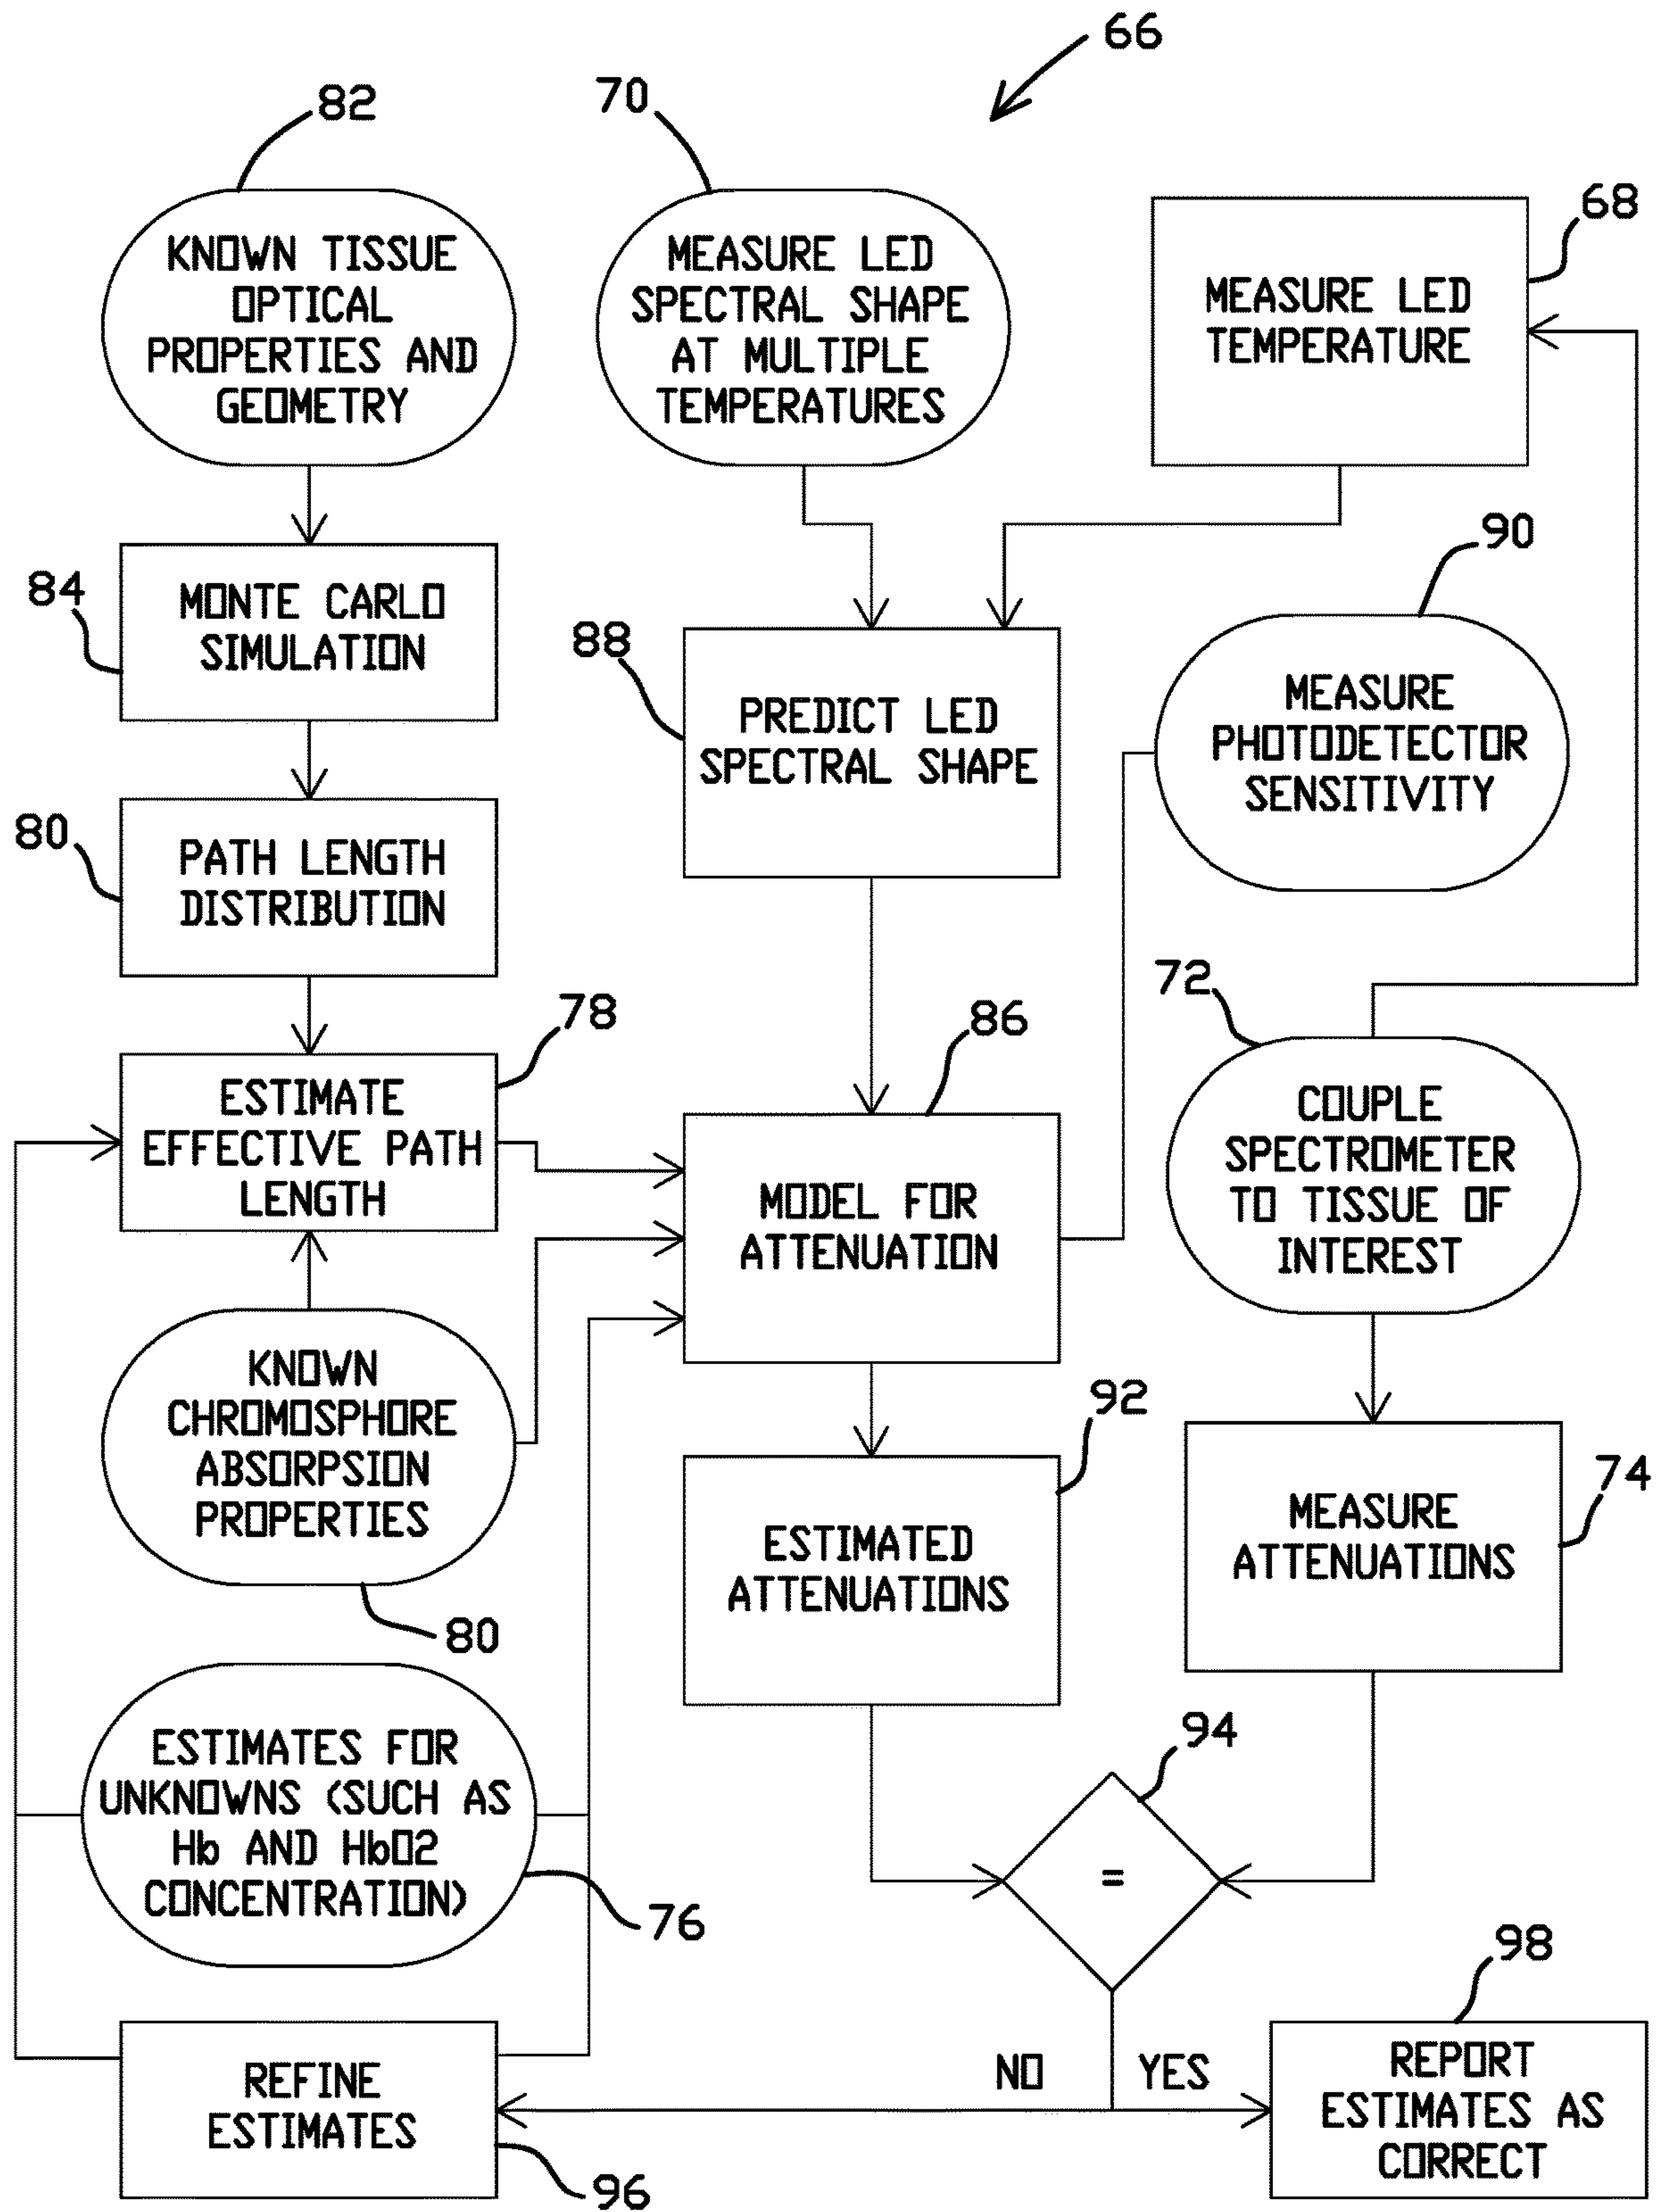 66
82
70
68
KNOWN TISSUE
OPTICAL
PROPERTIES AND
GEOMETRY
MEASURE LED
SPECTRAL SHAPE
AT MULTIPLE
TEMPERATURES
MEASURE LED
TEMPERATURE
90
84
MONTE CARLO
SIMULATION
88
PREDICT LED
SPECTRAL SHAPE
MEASURE
PHOTODETECTOR
SENSITIVITY
80
PATH LENGTH
DISTRIBUTION
72
78
86
ESTIMATE
EFFECTIVE PATH
LENGTH
MODEL FOR
ATTENUATION
COUPLE
SPECTROMETER
TO TISSUE OF
INTEREST
KNOWN
CHROMOSPHORE
ABSORPSION
PROPERTIES
80
92
ESTIMATED
ATTENUATIONS
74
MEASURE
ATTENUATIONS
ESTIMATES FOR
UNKNOWNS (SUCH AS
Hb AND HbO2
CONCENTRATION)
76
94
=
98
NO
YES
REFINE
ESTIMATES
96
REPORT
ESTIMATES AS
CORRECT